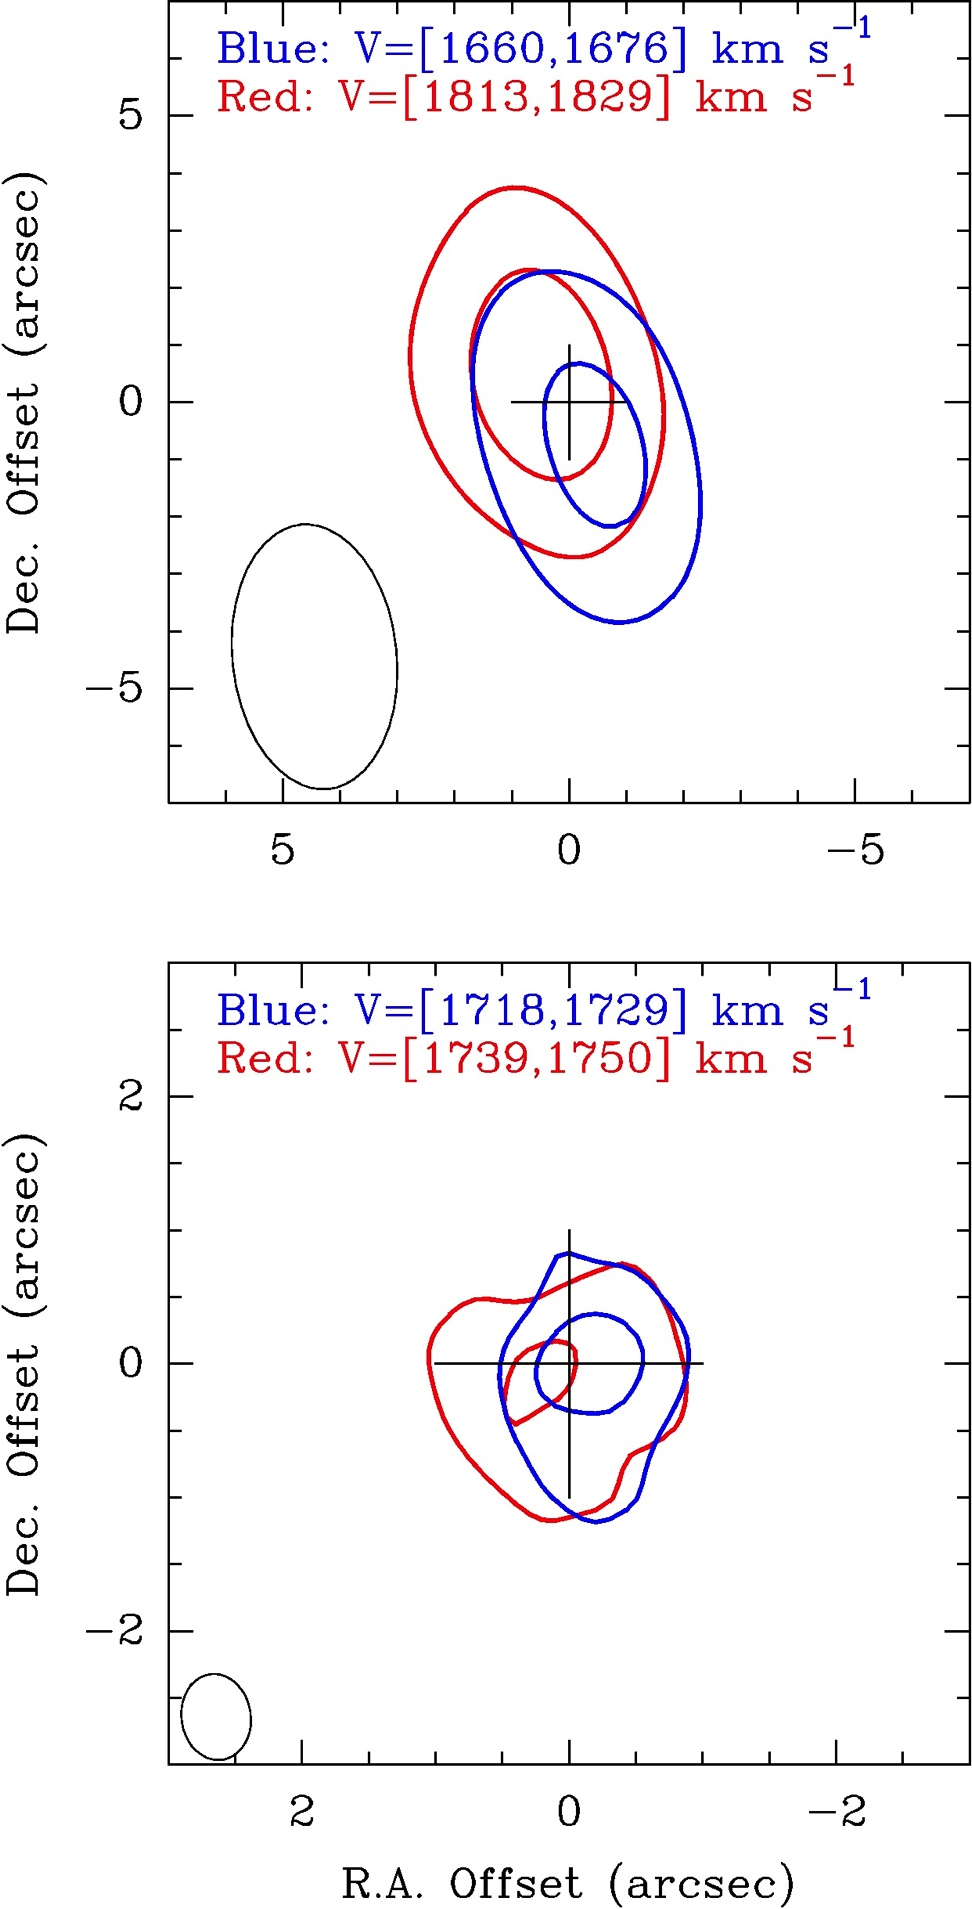 Blue: V=[1660,1676] km s⁻¹
Red: V=[1813,1829] km s⁻¹
5
0
−5
Dec. Offset (arcsec)
5 0 −5
Blue: V=[1718,1729] km s⁻¹
Red: V=[1739,1750] km s⁻¹
2
0
−2
Dec. Offset (arcsec)
2 0 −2
R.A. Offset (arcsec)